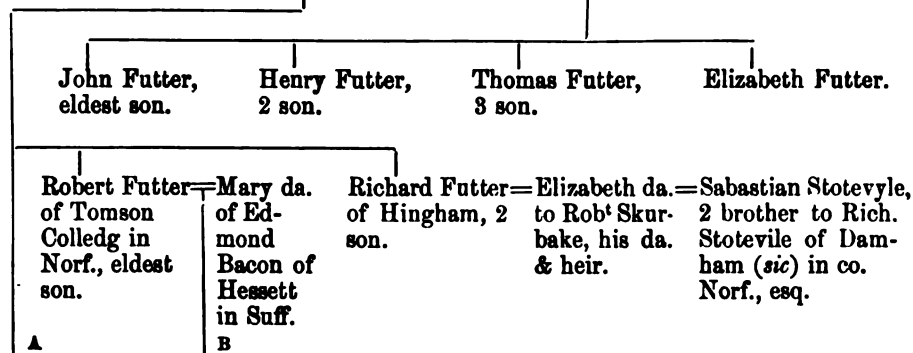 John Futter,
eldest son.
Henry Futter,
2 son.
Thomas Futter,
3 son.
Elizabeth Futter.
Robert Futter
of Tomson
Colledg in
Norf., eldest
son.
=
Mary da.
of Ed-
mond
Bacon of
Hessett
in Suff.
Richard Futter
of Hingham, 2
son.
=
Elizabeth da.
to Robᵗ Skur-
bake, his da.
& heir.
=
Sabastian Stotevyle,
2 brother to Rich.
Stotevile of Dam-
ham (sic) in co.
Norf., esq.
A
B